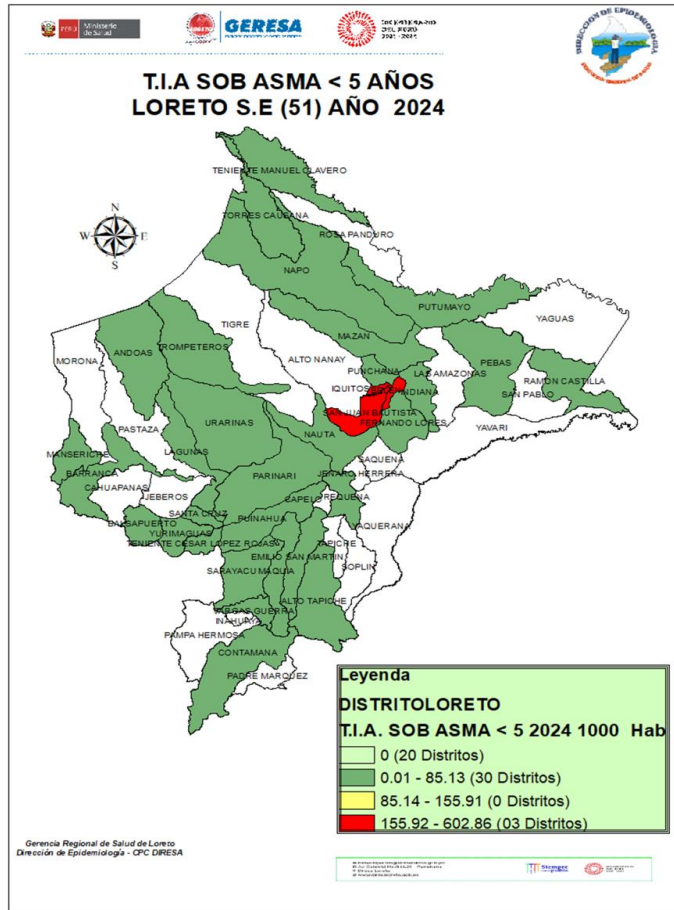 PERÚ
Ministerio de Salud
GERESA
T.I.A SOB ASMA < 5 AÑOS
LORETO S.E (51) AÑO 2024
N
W
E
S
TENIENTE MANUEL CLAVERO
TORRES CAUSANA
ROSA PANDURO
NAPO
PUTUMAYO
YAGUAS
TIGRE
MAZAN
ANDOAS
TROMPETEROS
ALTO NANAY
MORONA
PUNCHANA
LAS AMAZONAS
PEBAS
IQUITOS
INDIANA
RAMON CASTILLA
SAN PABLO
SAN JUAN BAUTISTA
FERNANDO LORES
URARINAS
PASTAZA
NAUTA
YAVARI
MANSERICHE
LAGUNAS
SAQUENA
BARRANCA
PARINARI
JENARO HERRERA
CAHUAPANAS
JEBEROS
CAPELO
REQUENA
SANTA CRUZ
PUINAHUA
YAQUERANA
BALSAPUERTO
YURIMAGUAS
TENIENTE CESAR LOPEZ ROJAS
TAPICHE
EMILIO SAN MARTIN
SOPLIN
SARAYACU
MAQUIA
ALTO TAPICHE
VARGAS GUERRA
INAHUAYA
PAMPA HERMOSA
CONTAMANA
PADRE MARQUEZ
Leyenda
DISTRITOLORETO
T.I.A. SOB ASMA < 5 2024 1000 Hab
0 (20 Distritos)
0.01 - 85.13 (30 Distritos)
85.14 - 155.91 (0 Distritos)
155.92 - 602.86 (03 Distritos)
Gerencia Regional de Salud de Loreto
Dirección de Epidemiología - CPC DIRESA